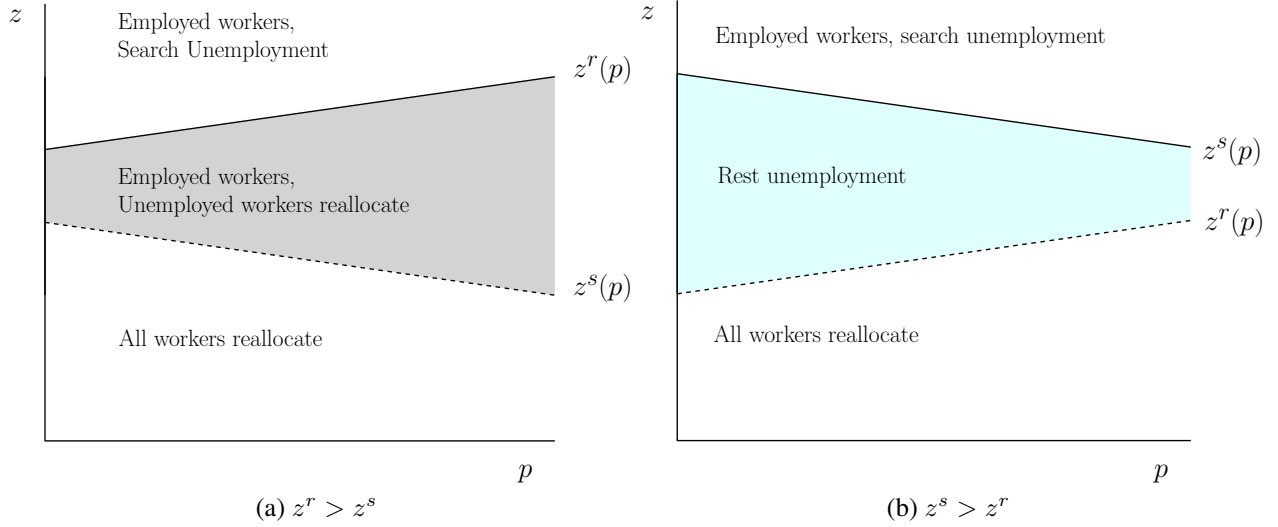 z
Employed workers,
Search Unemployment
z^r(p)
Employed workers,
Unemployed workers reallocate
z^s(p)
All workers reallocate
p
(a) z^r > z^s
z
Employed workers, search unemployment
z^s(p)
Rest unemployment
z^r(p)
All workers reallocate
p
(b) z^s > z^r